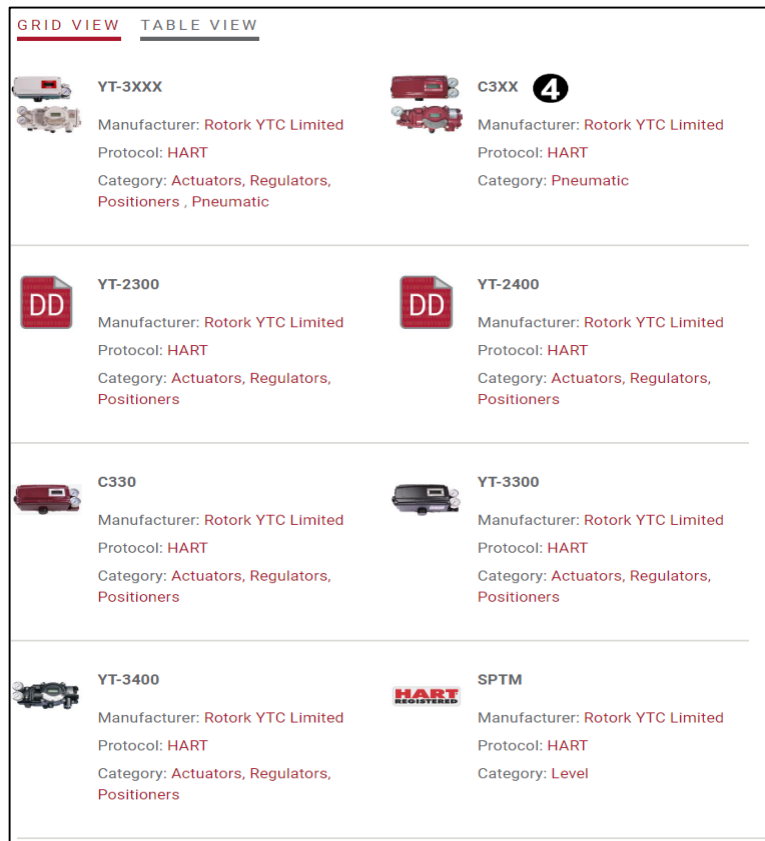 GRID VIEW TABLE VIEW
YT-3XXX
Manufacturer: Rotork YTC Limited
Protocol: HART
Category: Actuators, Regulators,
Positioners , Pneumatic
C3XX 4
Manufacturer: Rotork YTC Limited
Protocol: HART
Category: Pneumatic
DD
YT-2300
Manufacturer: Rotork YTC Limited
Protocol: HART
Category: Actuators, Regulators,
Positioners
DD
YT-2400
Manufacturer: Rotork YTC Limited
Protocol: HART
Category: Actuators, Regulators,
Positioners
C330
Manufacturer: Rotork YTC Limited
Protocol: HART
Category: Actuators, Regulators,
Positioners
YT-3300
Manufacturer: Rotork YTC Limited
Protocol: HART
Category: Actuators, Regulators,
Positioners
YT-3400
Manufacturer: Rotork YTC Limited
Protocol: HART
Category: Actuators, Regulators,
Positioners
HART
REGISTERED
SPTM
Manufacturer: Rotork YTC Limited
Protocol: HART
Category: Level